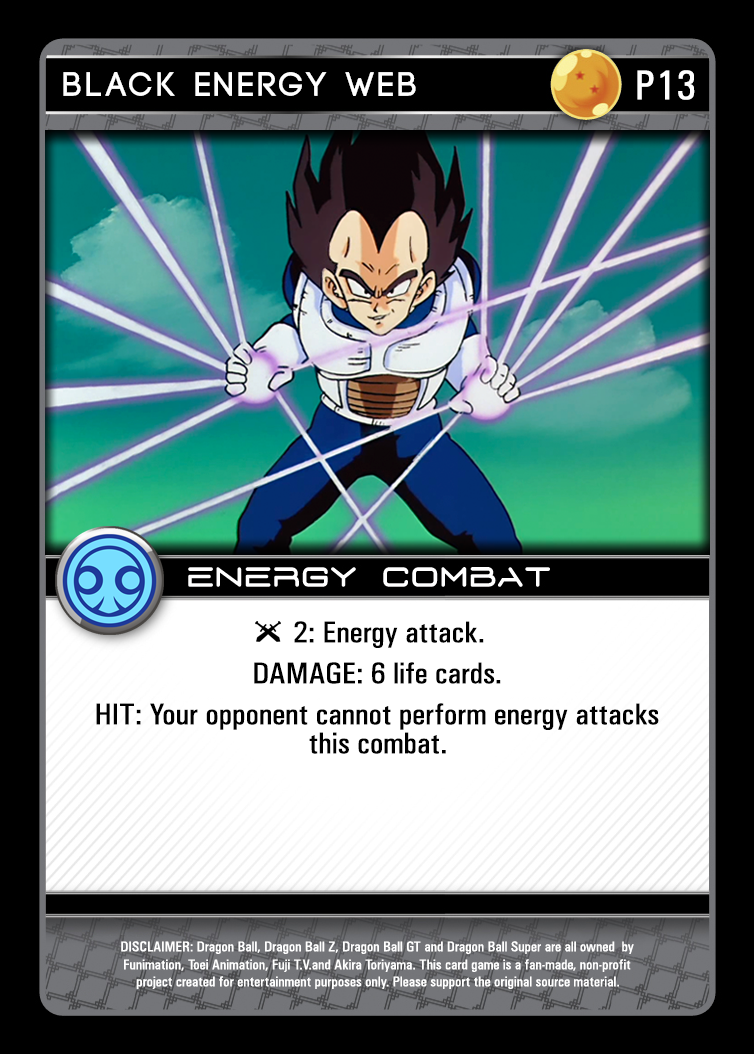 BLACK ENERGY WEB P13
ENERGY COMBAT
2: Energy attack.
DAMAGE: 6 life cards.
HIT: Your opponent cannot perform energy attacks
this combat.
DISCLAIMER: Dragon Ball, Dragon Ball Z, Dragon Ball GT and Dragon Ball Super are all owned by
Funimation, Toei Animation, Fuji T.V.and Akira Toriyama. This card game is a fan-made, non-profit
project created for entertainment purposes only. Please support the original source material.